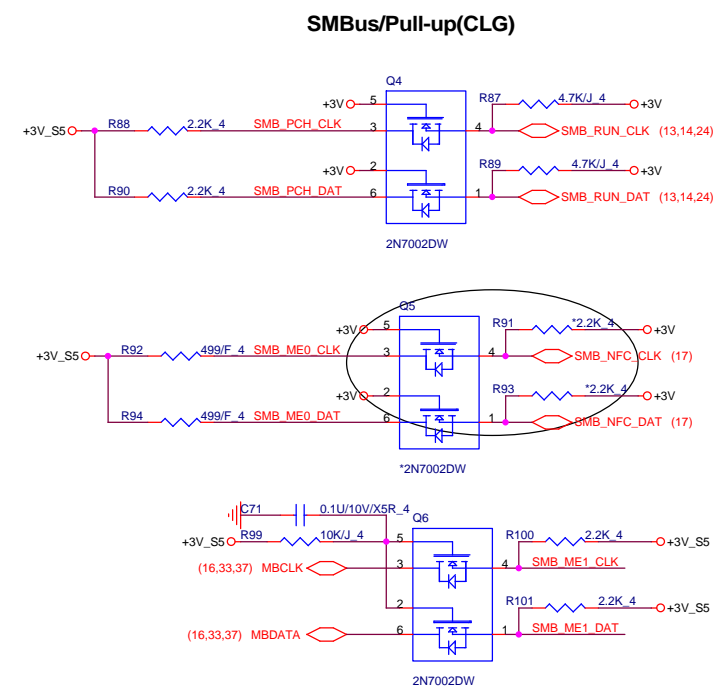 SMBus/Pull-up(CLG)
Q4
+3V 5 R87 4.7K/J_4 +3V
+3V_S5 R88 2.2K_4 SMB_PCH_CLK 3 4 SMB_RUN_CLK (13,14,24)
+3V 2 R89 4.7K/J_4 +3V
R90 2.2K_4 SMB_PCH_DAT 6 1 SMB_RUN_DAT (13,14,24)
2N7002DW
Q5
+3V 5 R91 *2.2K_4 +3V
+3V_S5 R92 499/F_4 SMB_ME0_CLK 3 4 SMB_NFC_CLK (17)
+3V 2 R93 *2.2K_4 +3V
R94 499/F_4 SMB_ME0_DAT 6 1 SMB_NFC_DAT (17)
*2N7002DW
C71 0.1U/10V/X5R_4
Q6
+3V_S5 R99 10K/J_4 5 R100 2.2K_4 +3V_S5
(16,33,37) MBCLK 3 4 SMB_ME1_CLK
2 R101 2.2K_4 +3V_S5
(16,33,37) MBDATA 6 1 SMB_ME1_DAT
2N7002DW